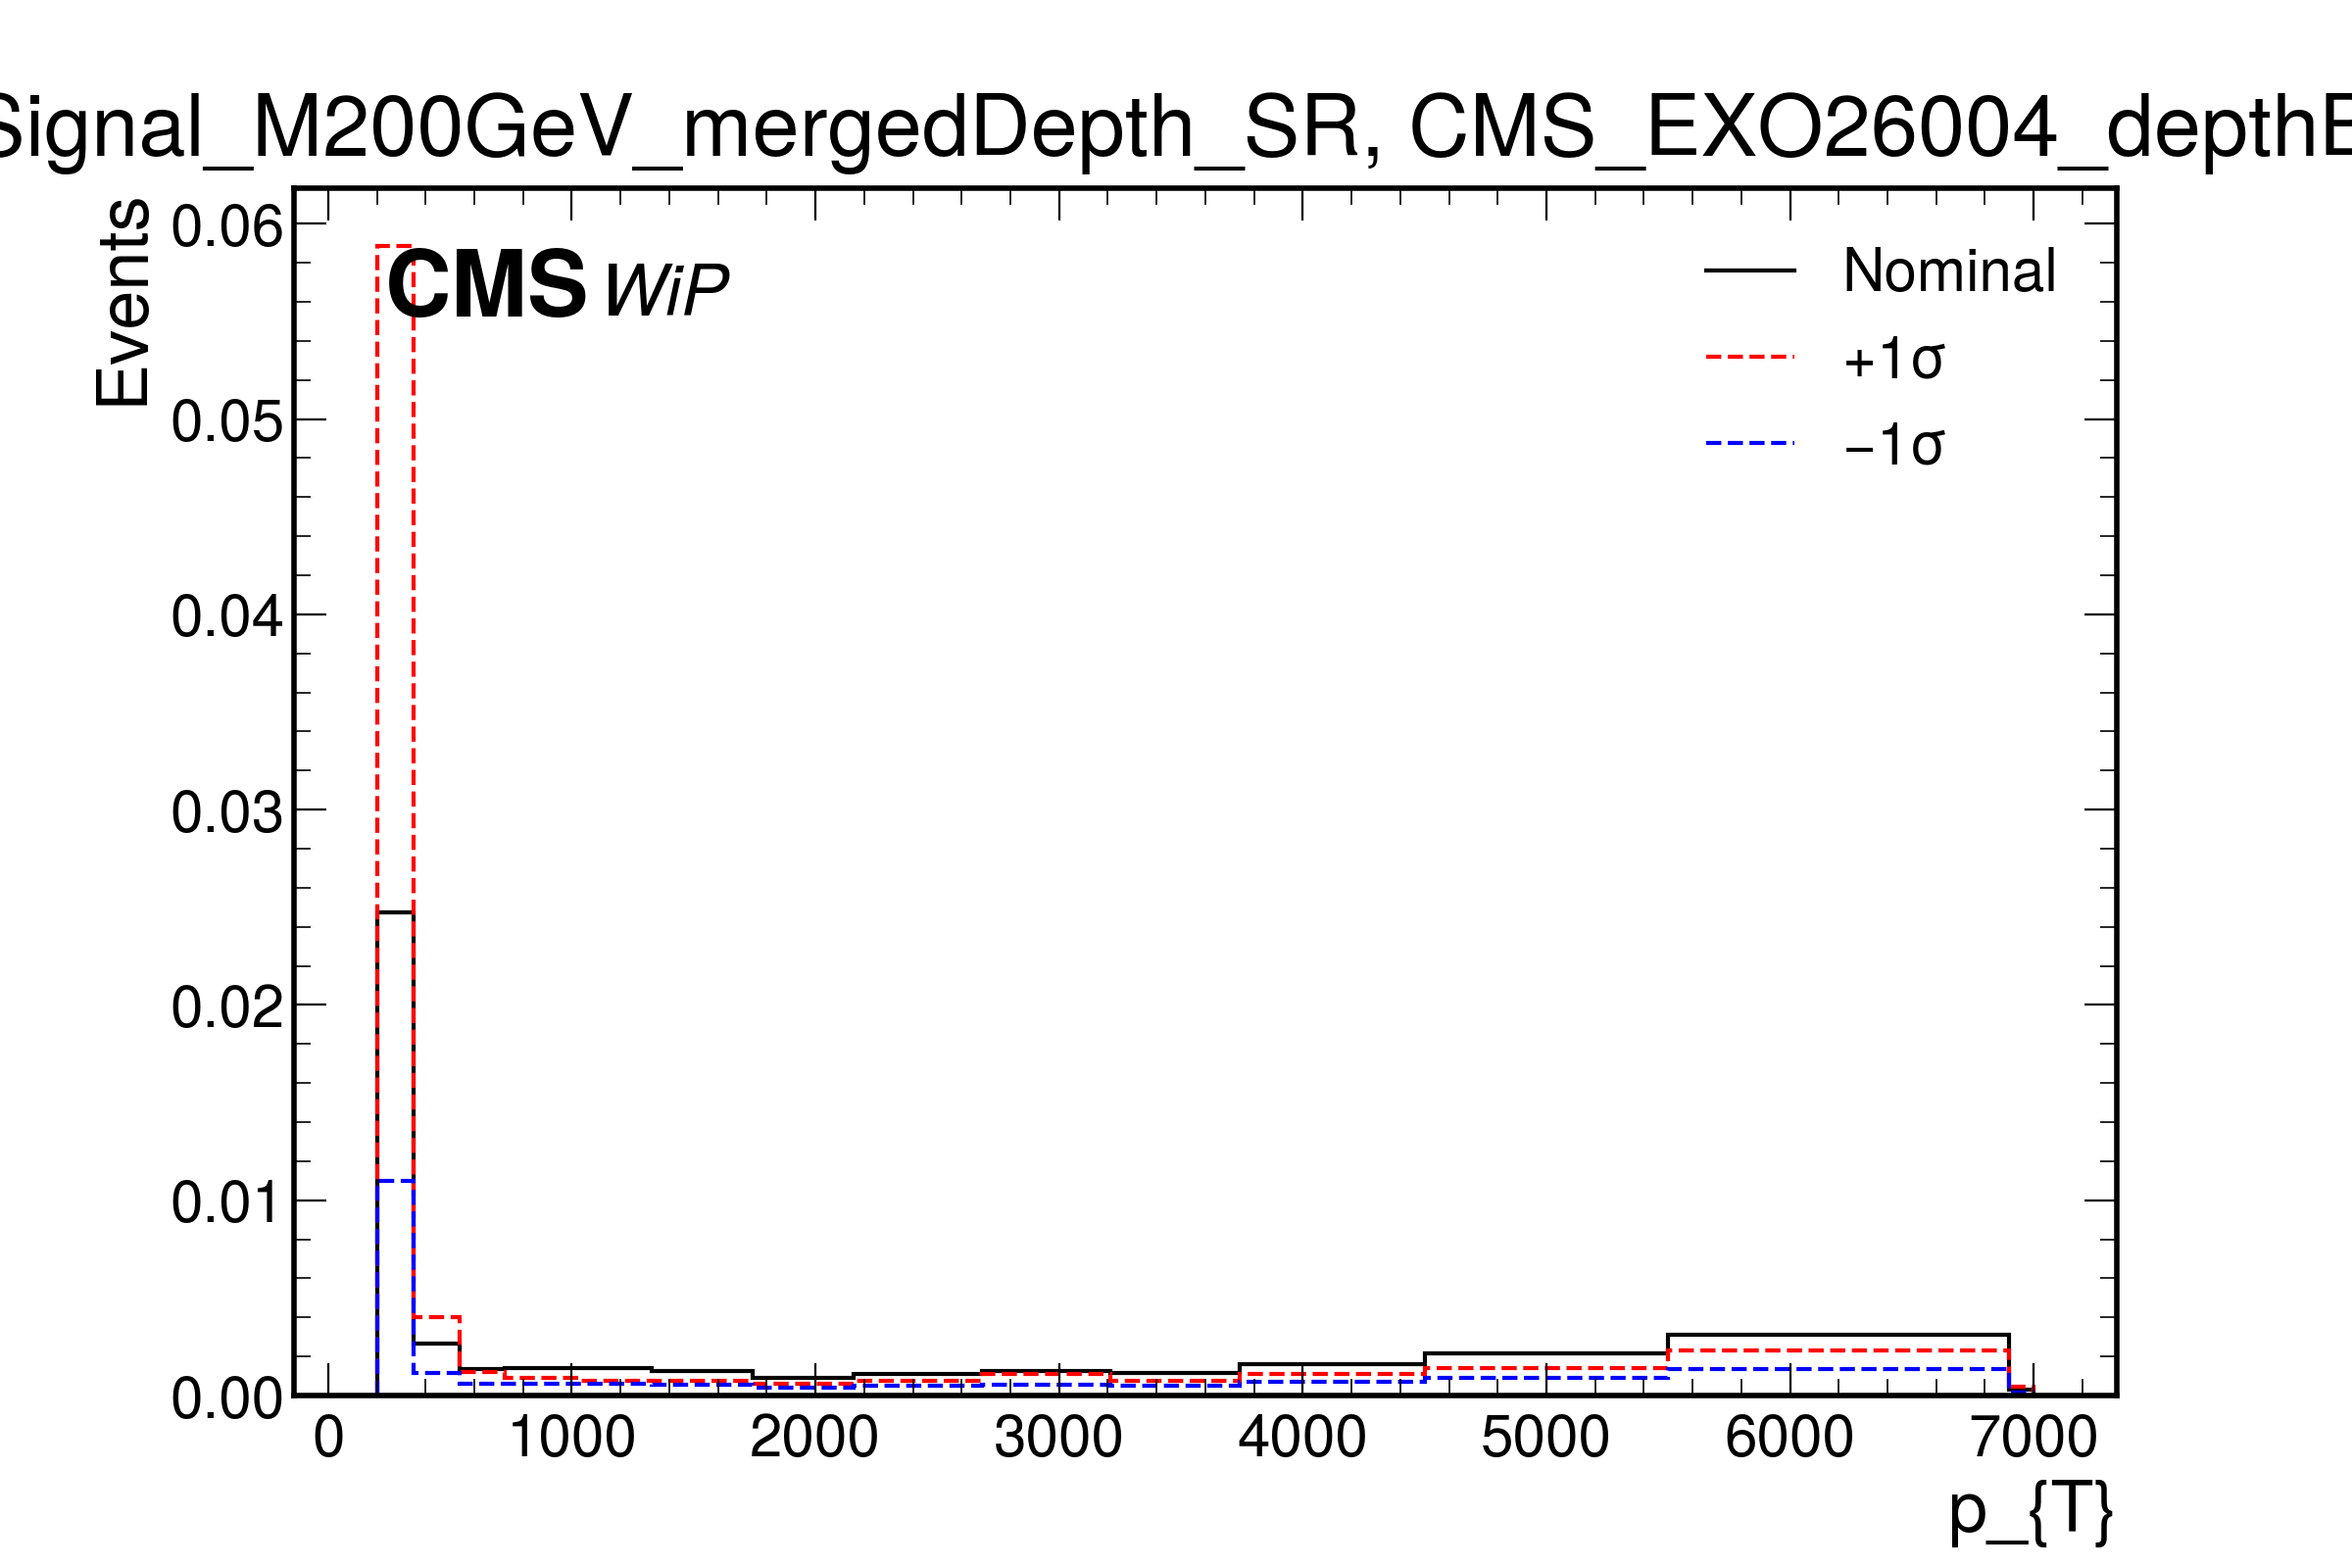 Signal_M200GeV_mergedDepth_SR, CMS_EXO26004_depthE
Events
CMS WiP
Nominal
+1σ
−1σ
0.06
0.05
0.04
0.03
0.02
0.01
0.00
0 1000 2000 3000 4000 5000 6000 7000
p_{T}